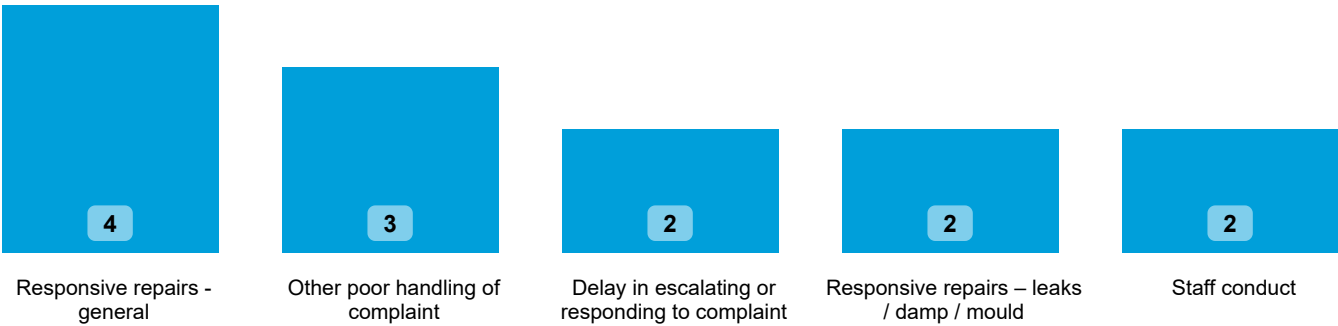 4
3
2
2
2
Responsive repairs -
general
Other poor handling of
complaint
Delay in escalating or
responding to complaint
Responsive repairs – leaks
/ damp / mould
Staff conduct